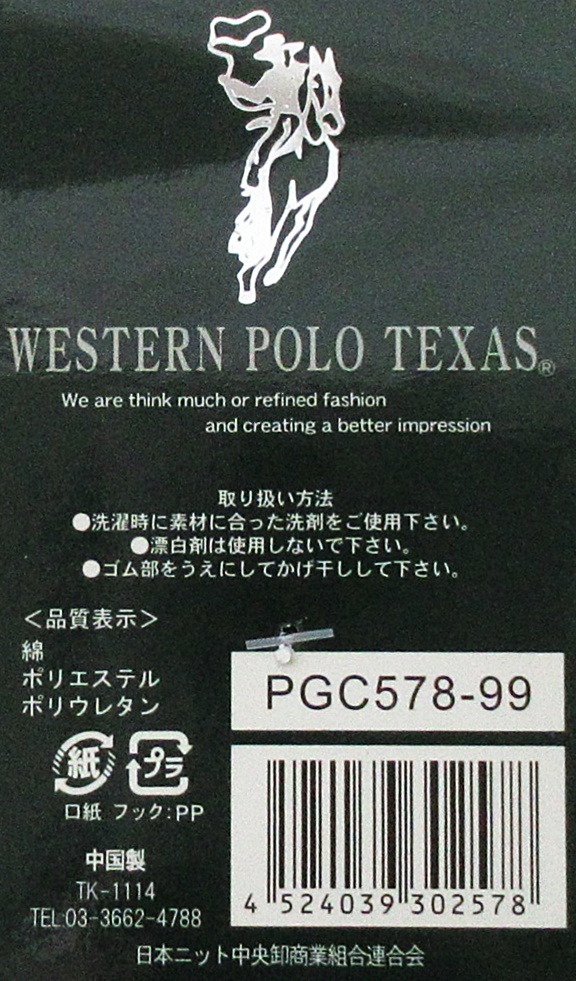 WESTERN POLO TEXAS®
We are think much or refined fashion
and creating a better impression
取り扱い方法
●洗濯時に素材に合った洗剤をご使用下さい。
●漂白剤は使用しないで下さい。
●ゴム部をうえにしてかげ干しして下さい。
＜品質表示＞
綿
ポリエステル
ポリウレタン
PGC578-99
紙 プラ
口紙 フック:PP
中国製
TK-1114
TEL:03-3662-4788
4 524039 302578
日本ニット中央卸商業組合連合会